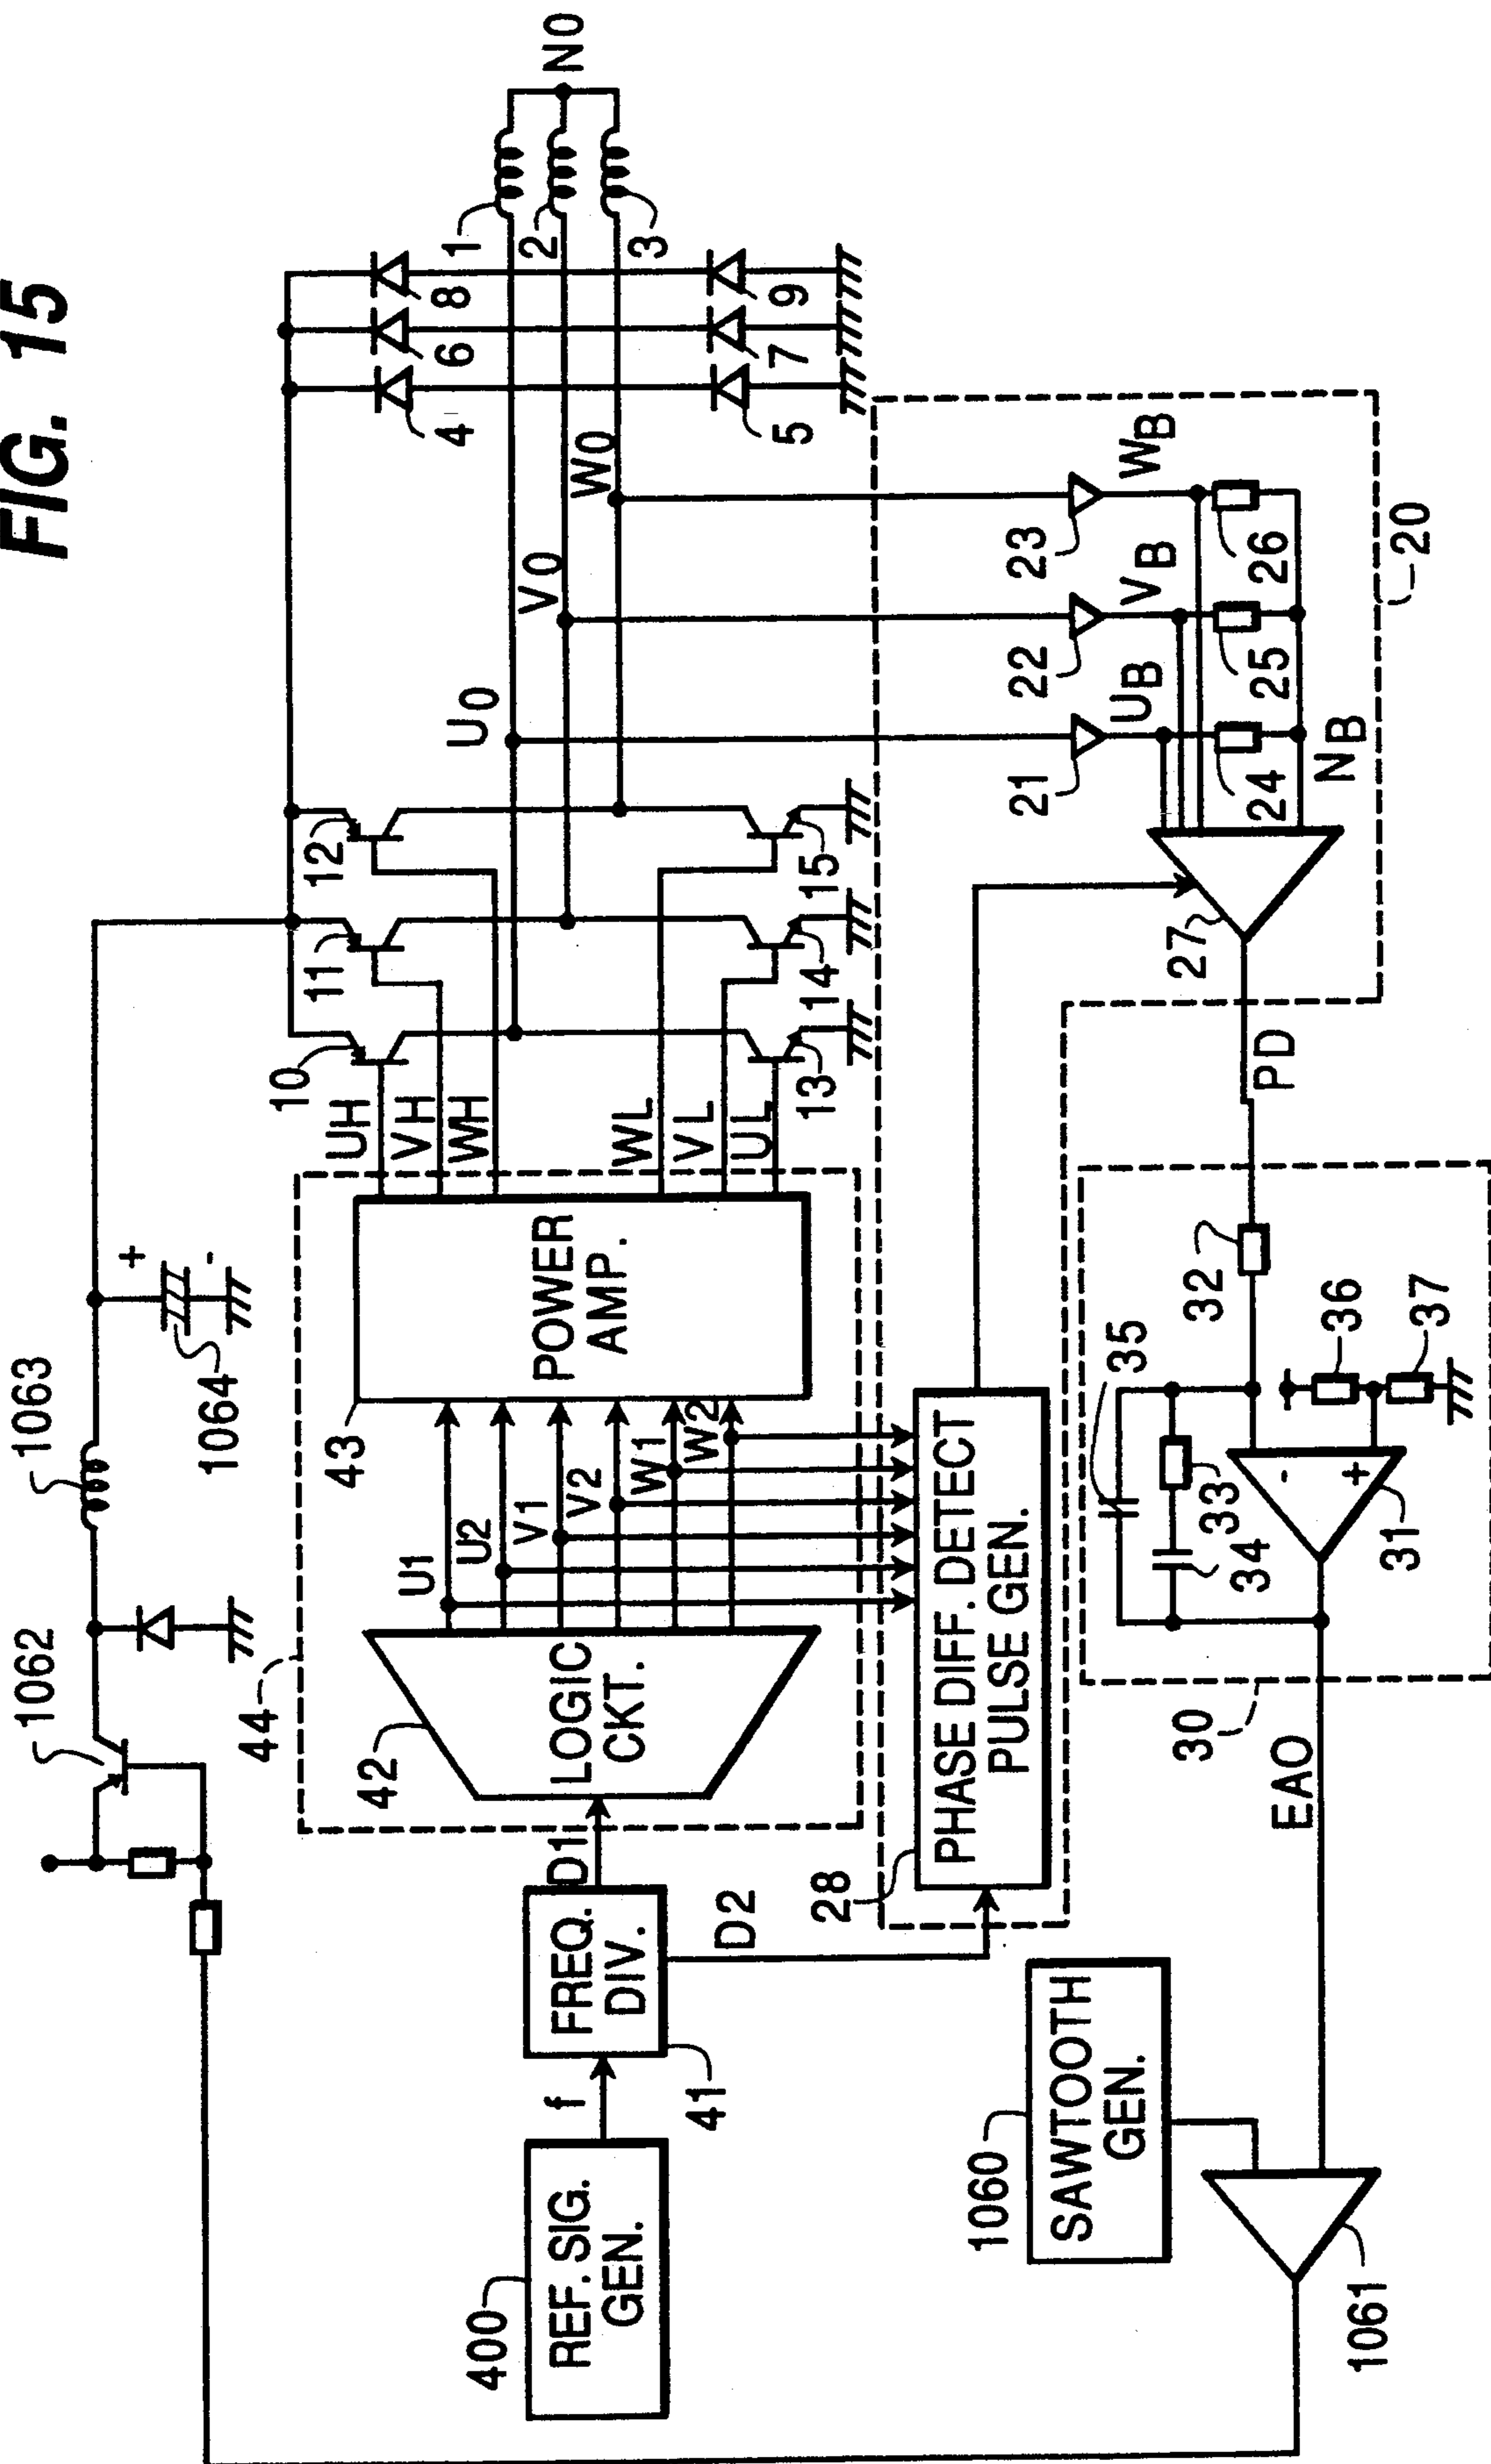 FIG. 15
1062
1063
1064
+
-
10
11
12
UH
VH
WH
WL
VL
UL
13
14
15
U0
V0
W0
4
6
8
5
7
9
1
2
3
N0
44
42
LOGIC
CKT.
U1
U2
V1
V2
W1
W2
43
POWER
AMP.
400
REF. SIG.
GEN.
f
41
FREQ.
DIV.
D1
D2
28
PHASE DIFF. DETECT
PULSE GEN.
21
22
23
UB
VB
WB
24
25
26
NB
27
20
PD
30
32
35
33
34
36
37
-
+
31
EAO
1060
SAWTOOTH
GEN.
1061